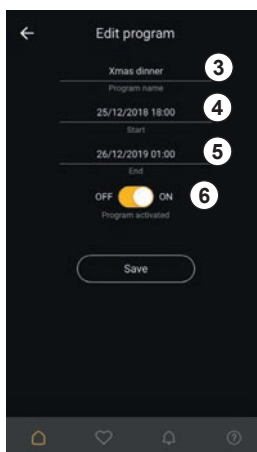 Edit program
Xmas dinner 3
Program name
25/12/2018 18:00 4
Start
26/12/2019 01:00 5
End
OFF ON 6
Program activated
Save